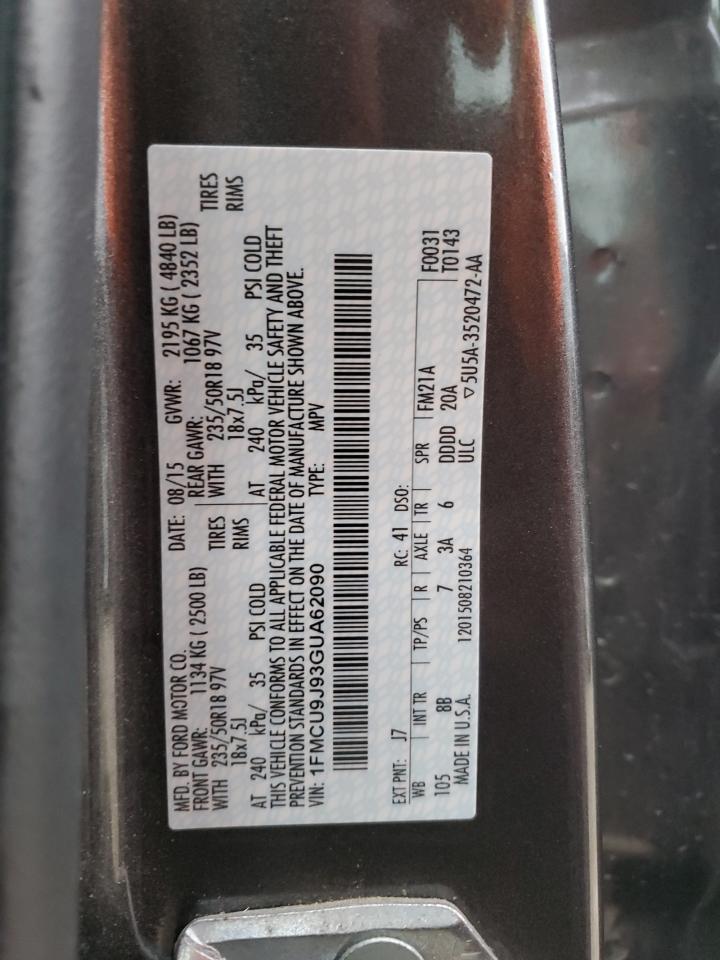 MFD. BY FORD MOTOR CO. DATE: 08/15 GVWR: 2195 KG ( 4840 LB)
FRONT GAWR: 1134 KG ( 2500 LB) REAR GAWR: 1067 KG ( 2352 LB)
WITH 235/50R18 97V TIRES WITH 235/50R18 97V TIRES
18x7.5J RIMS 18x7.5J RIMS
AT 240 kPa/ 35 PSI COLD AT 240 kPa/ 35 PSI COLD
THIS VEHICLE CONFORMS TO ALL APPLICABLE FEDERAL MOTOR VEHICLE SAFETY AND THEFT
PREVENTION STANDARDS IN EFFECT ON THE DATE OF MANUFACTURE SHOWN ABOVE.
VIN: 1FMCU9J93GUA62090 TYPE: MPV
EXT PNT: J7 RC: 41 DSO:
WB INT TR TP/PS R AXLE TR SPR FM21A F0031
105 8B 7 3A 6 DDDD 20A T0143
MADE IN U.S.A. 1201508210364 ULC ▽5U5A-3520472-AA